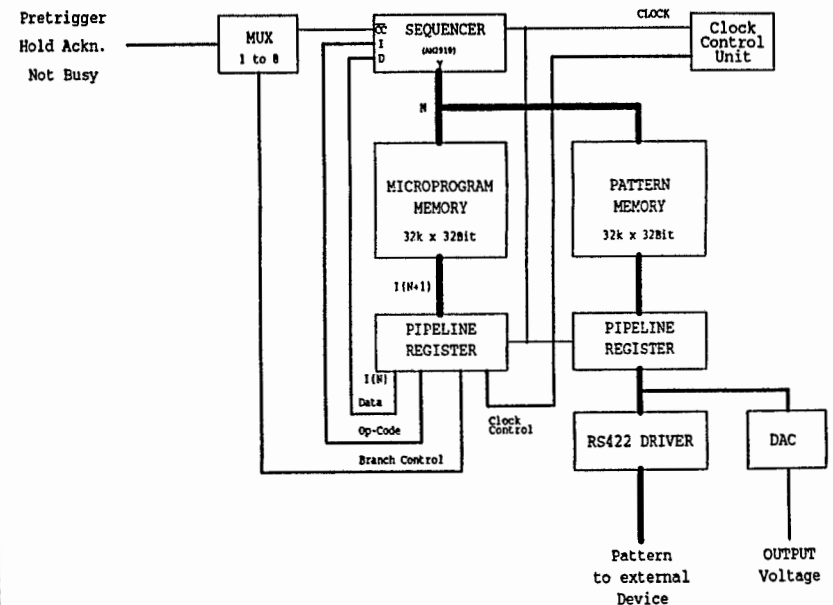 Pretrigger
Hold Ackn.
Not Busy
MUX
1 to 8
CC
I
D
SEQUENCER
(AM2910)
Y
CLOCK
Clock
Control
Unit
N
MICROPROGRAM
MEMORY
32k x 32Bit
PATTERN
MEMORY
32k x 32Bit
I(N+1)
PIPELINE
REGISTER
PIPELINE
REGISTER
I(N)
Data
Op-Code
Branch Control
Clock
Control
RS422 DRIVER
DAC
Pattern
to external
Device
OUTPUT
Voltage